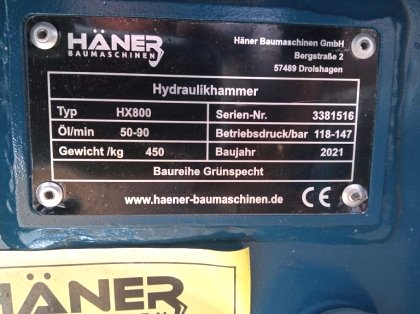 HÄNER
BAUMASCHINEN
Häner Baumaschinen GmbH
Bergstraße 2
57489 Drolshagen
Hydraulikhammer
Typ HX800 Serien-Nr. 3381516
Öl/min 50-90 Betriebsdruck/bar 118-147
Gewicht /kg 450 Baujahr 2021
Baureihe Grünspecht
www.haener-baumaschinen.de CE
HÄNER